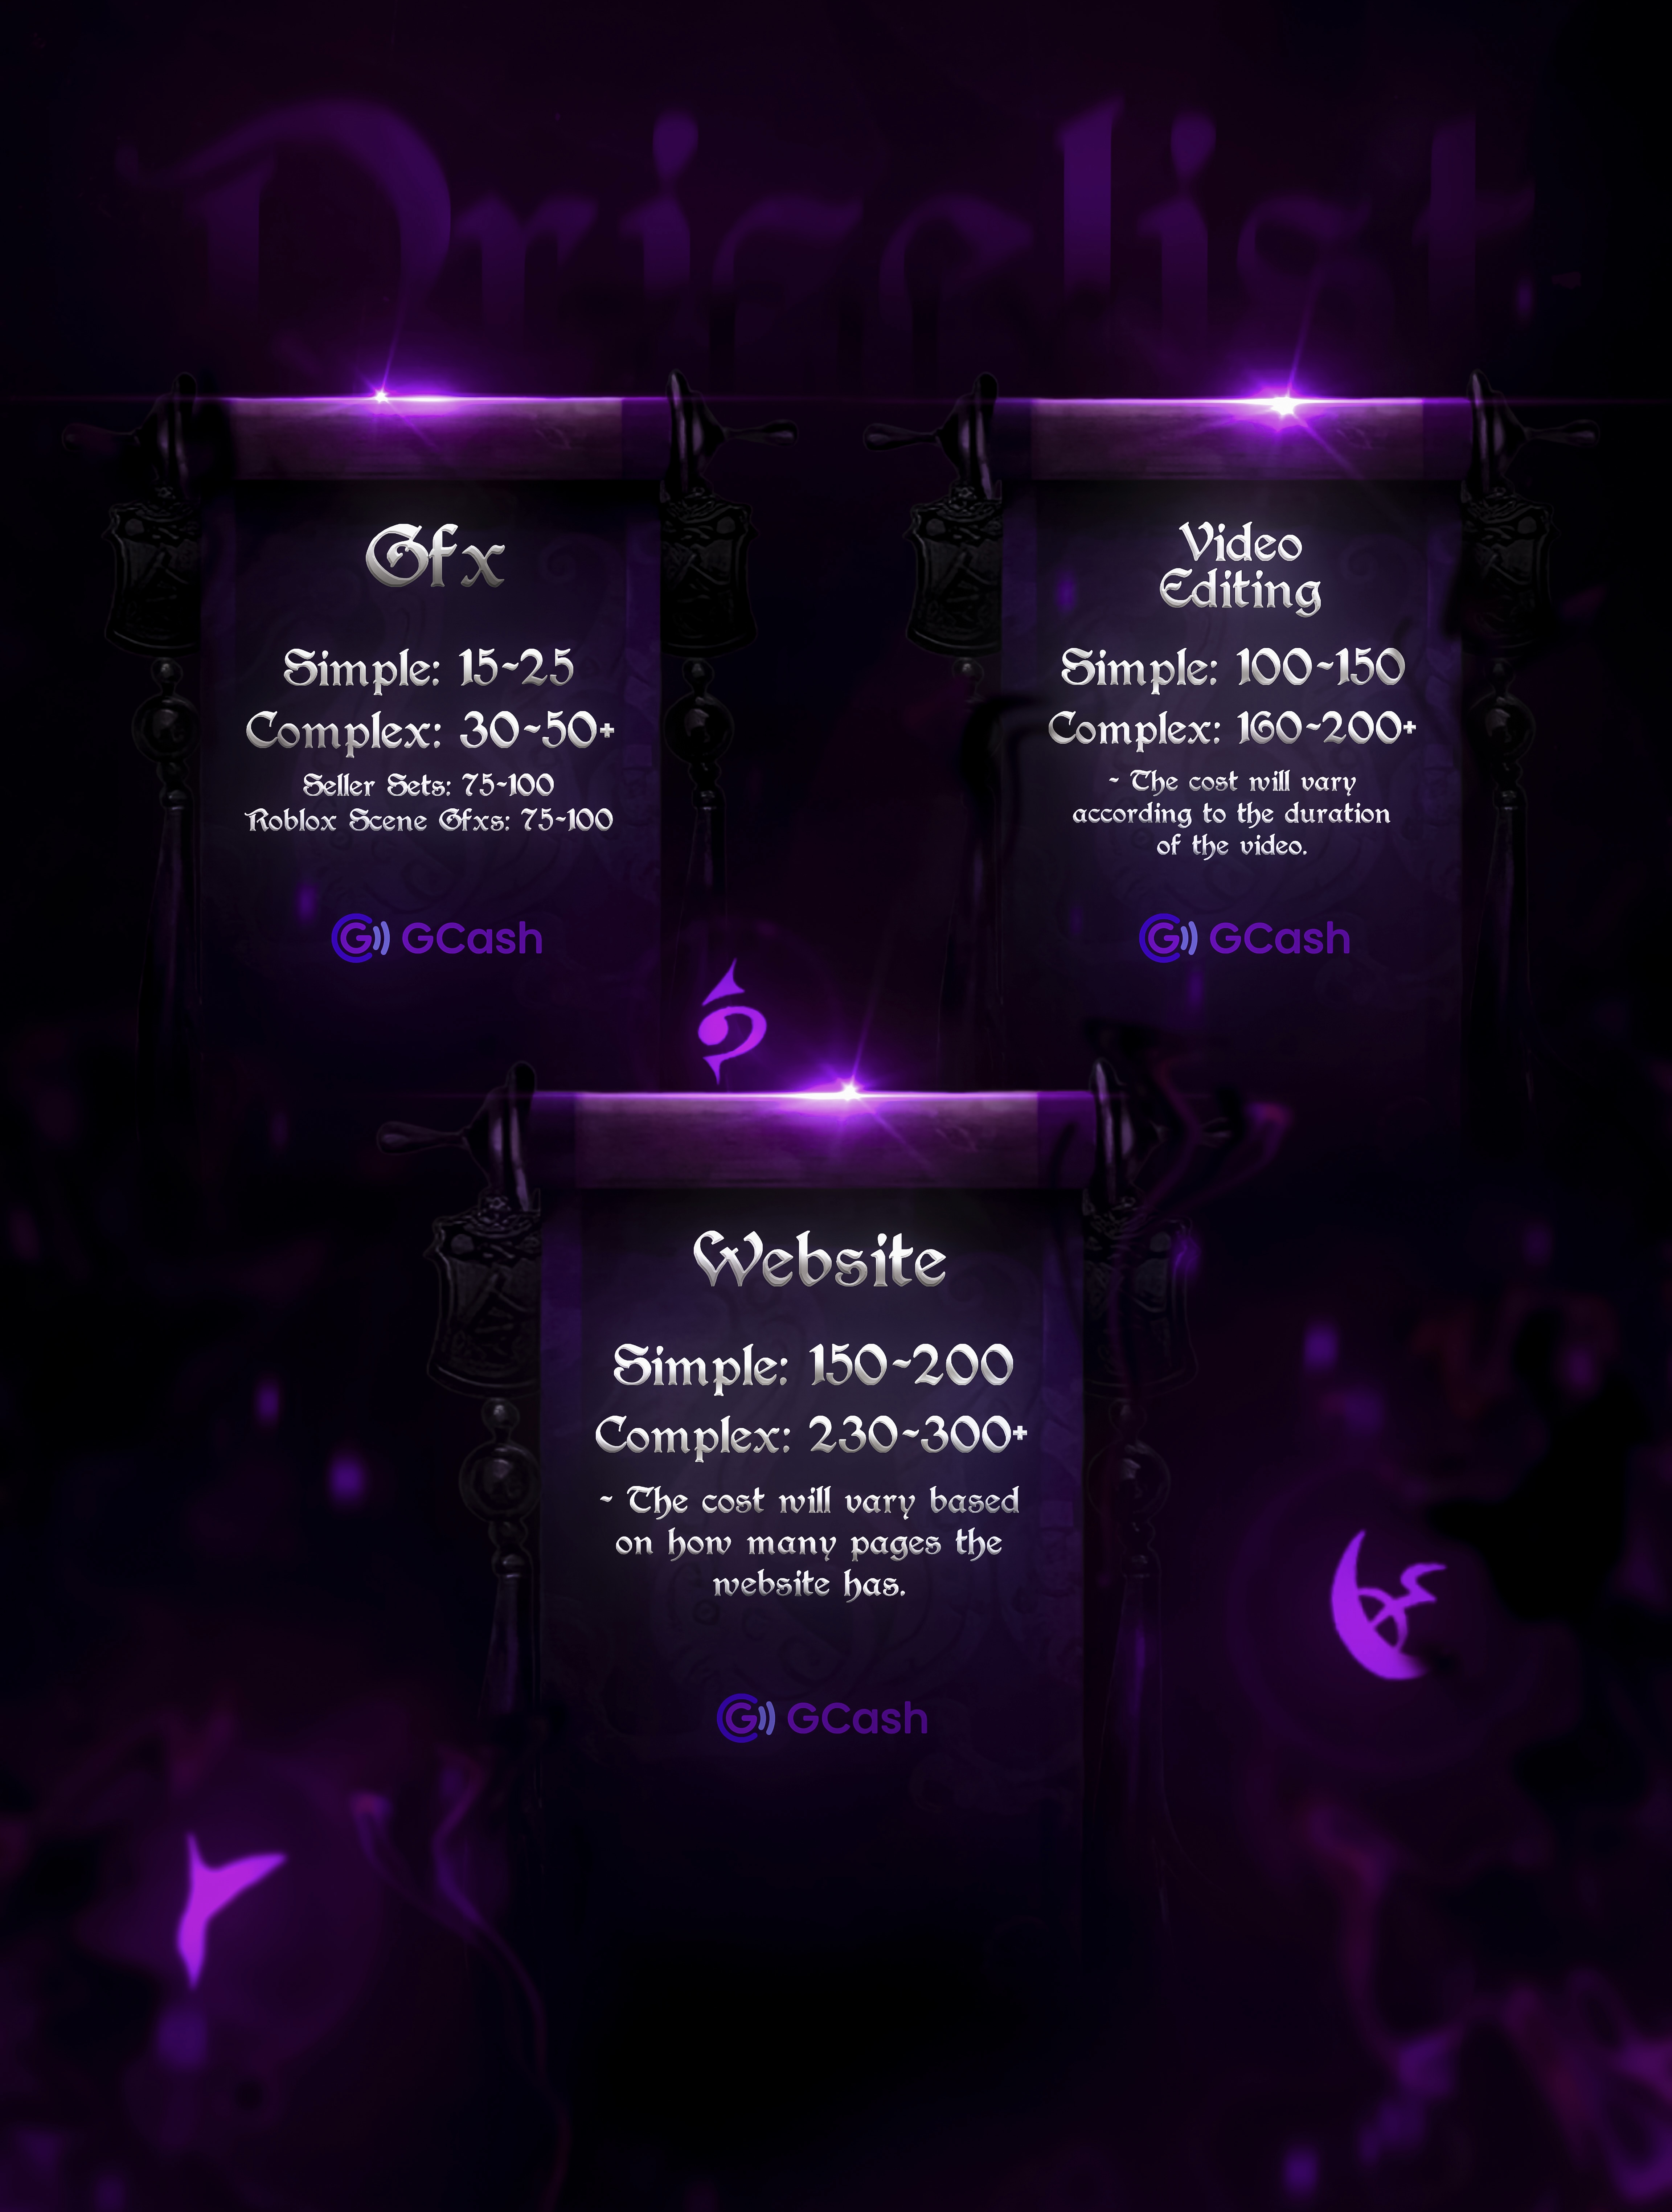 Pricelist
Gfx
Simple: 15-25
Complex: 30-50+
Seller Sets: 75-100
Roblox Scene Gfxs: 75-100
G GCash
Video
Editing
Simple: 100-150
Complex: 160-200+
- The cost will vary
according to the duration
of the video.
G GCash
Website
Simple: 150-200
Complex: 230-300+
- The cost will vary based
on how many pages the
website has.
G GCash